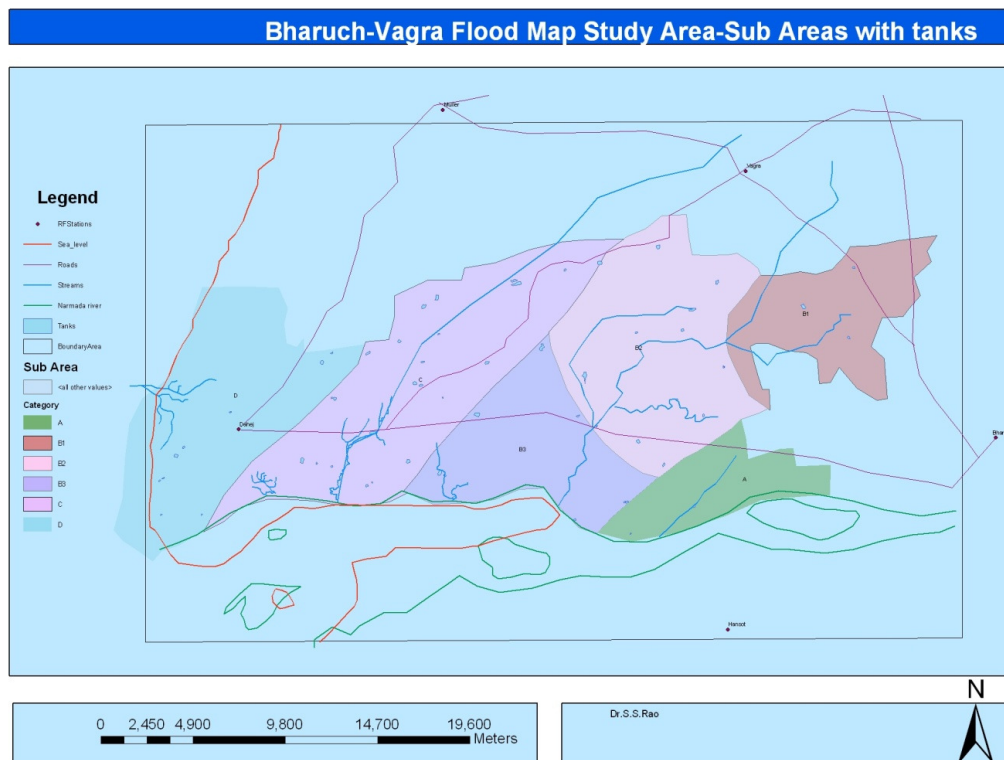 Bharuch-Vagra Flood Map Study Area-Sub Areas with tanks
Vagra
Legend
RFStations
Sea_level
Roads
Streams
Narmada river
Tanks
BoundaryArea
Sub Area
<all other values>
Category
A
B1
B2
B3
C
D
B1
B2
C
D
Dahej
B3
Bhar
A
Hansot
N
Dr.S.S.Rao
0 2,450 4,900 9,800 14,700 19,600
Meters